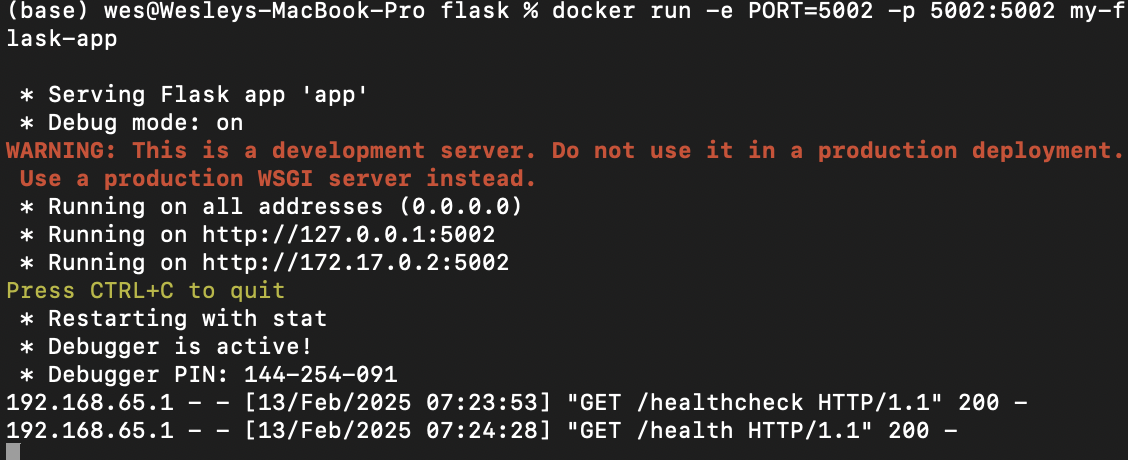 (base) wes@Wesleys-MacBook-Pro flask % docker run -e PORT=5002 -p 5002:5002 my-f
lask-app
 * Serving Flask app 'app'
 * Debug mode: on
WARNING: This is a development server. Do not use it in a production deployment.
 Use a production WSGI server instead.
 * Running on all addresses (0.0.0.0)
 * Running on http://127.0.0.1:5002
 * Running on http://172.17.0.2:5002
Press CTRL+C to quit
 * Restarting with stat
 * Debugger is active!
 * Debugger PIN: 144-254-091
192.168.65.1 - - [13/Feb/2025 07:23:53] "GET /healthcheck HTTP/1.1" 200 -
192.168.65.1 - - [13/Feb/2025 07:24:28] "GET /health HTTP/1.1" 200 -